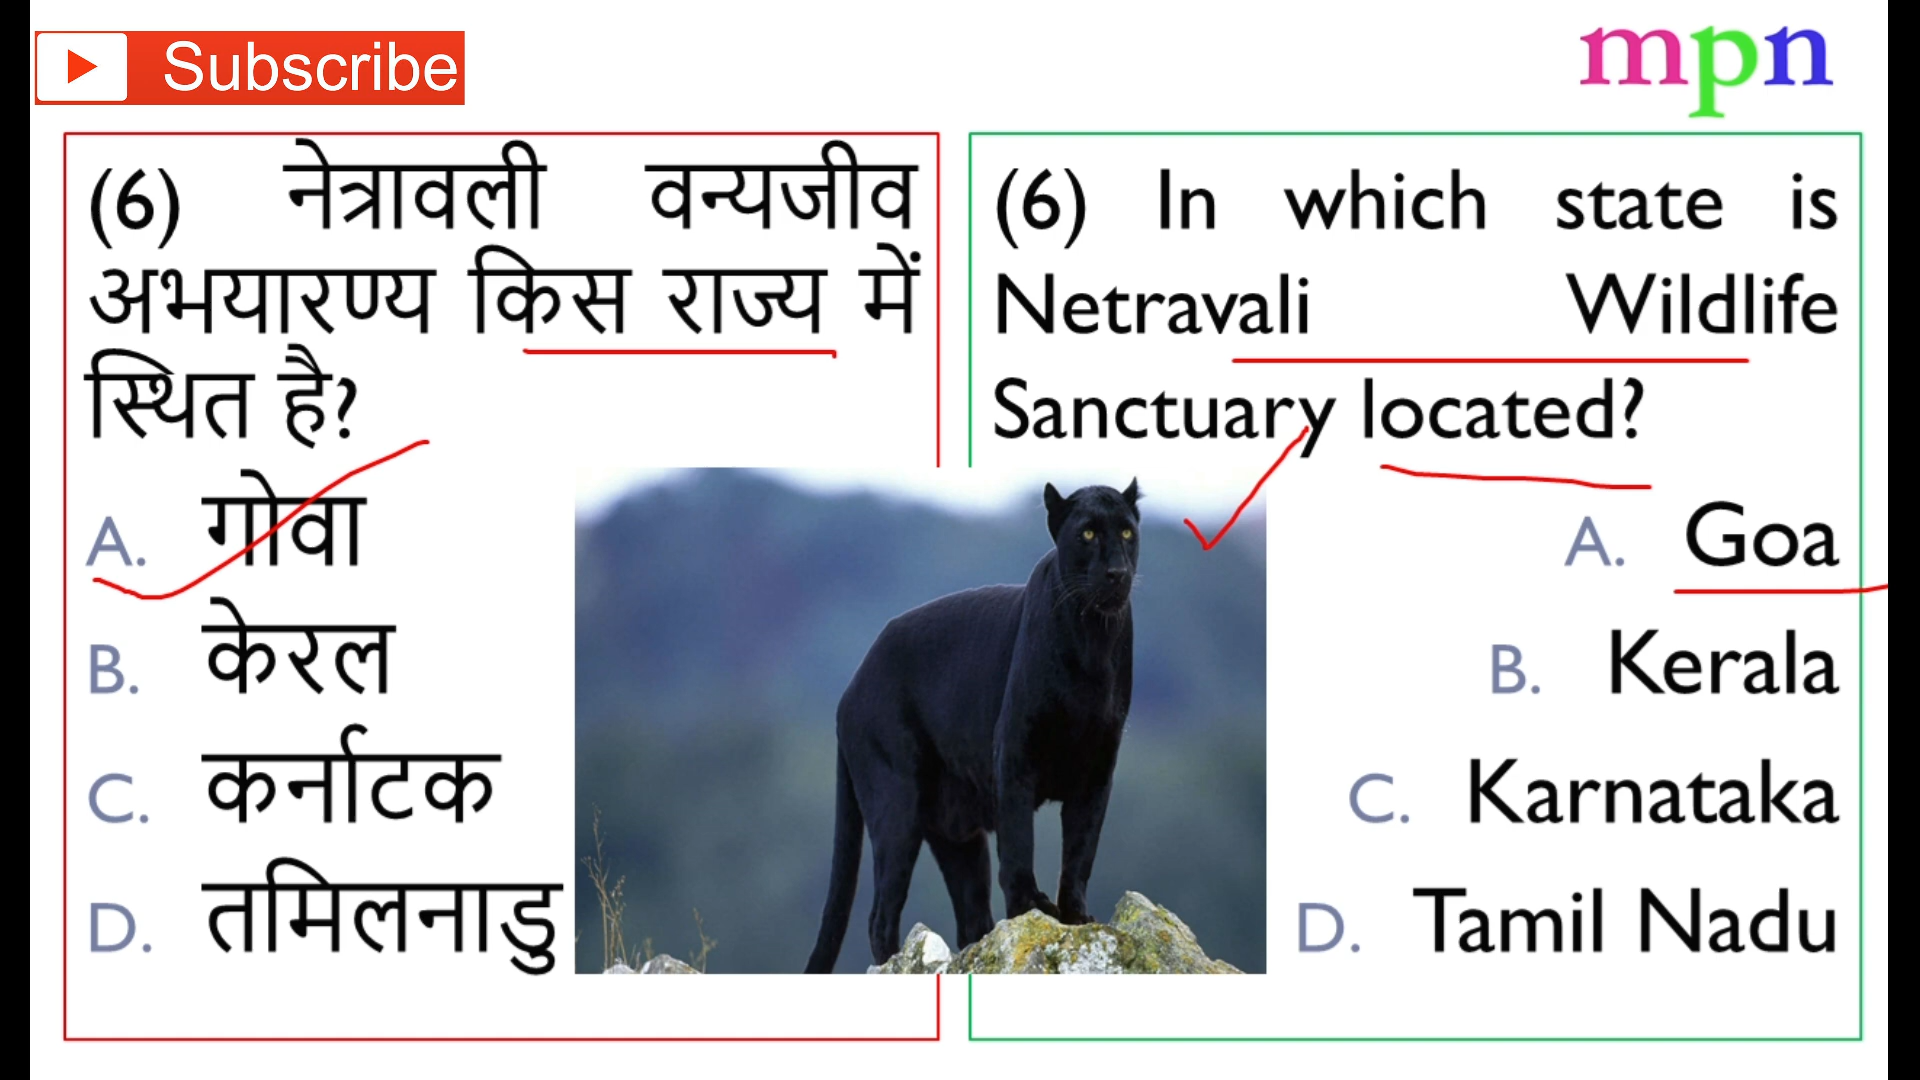 Subscribe
mpn
(6) नेत्रावली वन्यजीव
अभयारण्य किस राज्य में
स्थित है?
A. गोवा
B. केरल
C. कर्नाटक
D. तमिलनाडु
(6) In which state is
Netravali Wildlife
Sanctuary located?
A. Goa
B. Kerala
C. Karnataka
D. Tamil Nadu